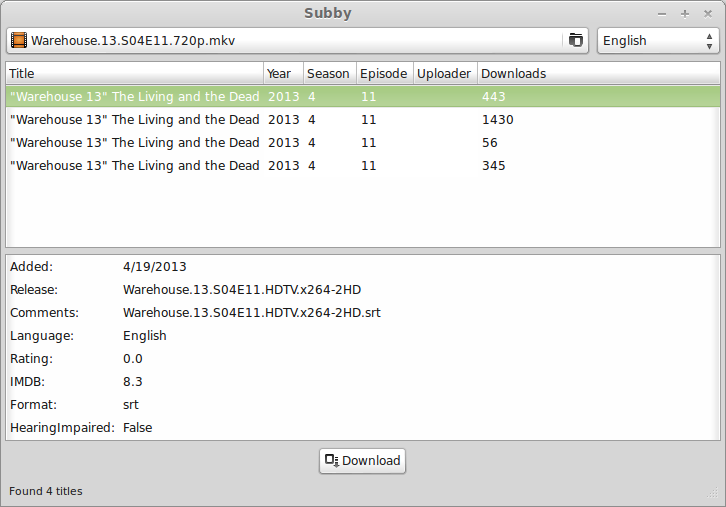 Subby
Warehouse.13.S04E11.720p.mkv English
Title Year Season Episode Uploader Downloads
"Warehouse 13" The Living and the Dead 2013 4 11 443
"Warehouse 13" The Living and the Dead 2013 4 11 1430
"Warehouse 13" The Living and the Dead 2013 4 11 56
"Warehouse 13" The Living and the Dead 2013 4 11 345
Added: 4/19/2013
Release: Warehouse.13.S04E11.HDTV.x264-2HD
Comments: Warehouse.13.S04E11.HDTV.x264-2HD.srt
Language: English
Rating: 0.0
IMDB: 8.3
Format: srt
HearingImpaired: False
Download
Found 4 titles